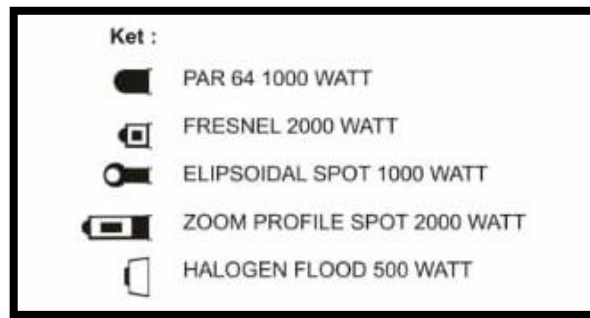 Ket :
PAR 64 1000 WATT
FRESNEL 2000 WATT
ELIPSOIDAL SPOT 1000 WATT
ZOOM PROFILE SPOT 2000 WATT
HALOGEN FLOOD 500 WATT